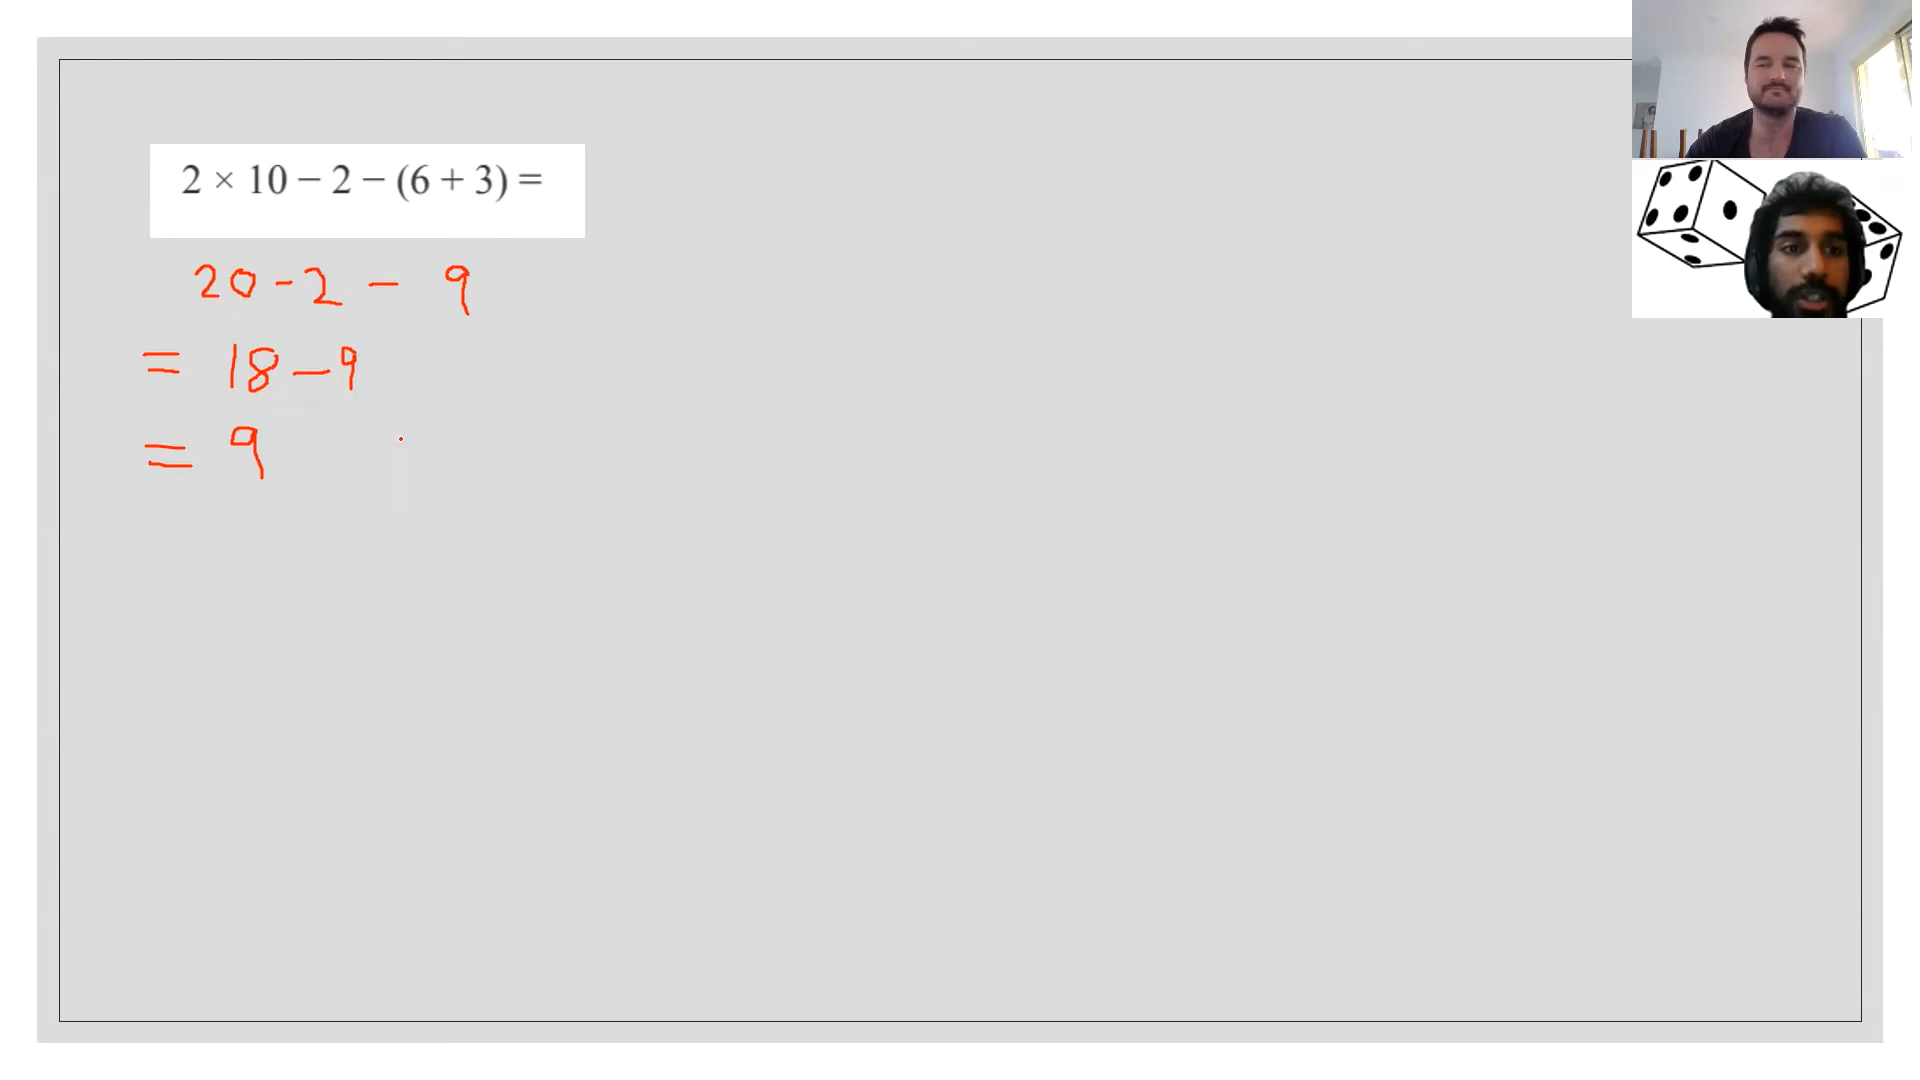 2 × 10 − 2 − (6 + 3) =
20 - 2 - 9
= 18 - 9
= 9